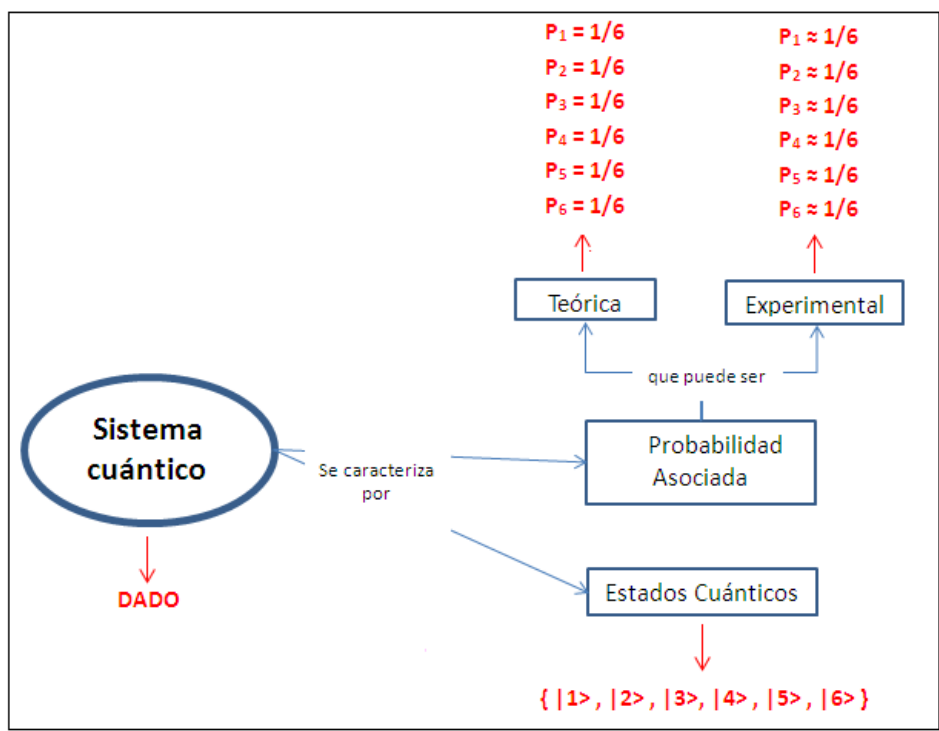 P₁ = 1/6
P₂ = 1/6
P₃ = 1/6
P₄ = 1/6
P₅ = 1/6
P₆ = 1/6
P₁ ≈ 1/6
P₂ ≈ 1/6
P₃ ≈ 1/6
P₄ ≈ 1/6
P₅ ≈ 1/6
P₆ ≈ 1/6
Teórica
Experimental
que puede ser
Sistema
cuántico
Se caracteriza
por
Probabilidad
Asociada
DADO
Estados Cuánticos
{ |1> , |2> , |3>, |4> , |5> , |6> }